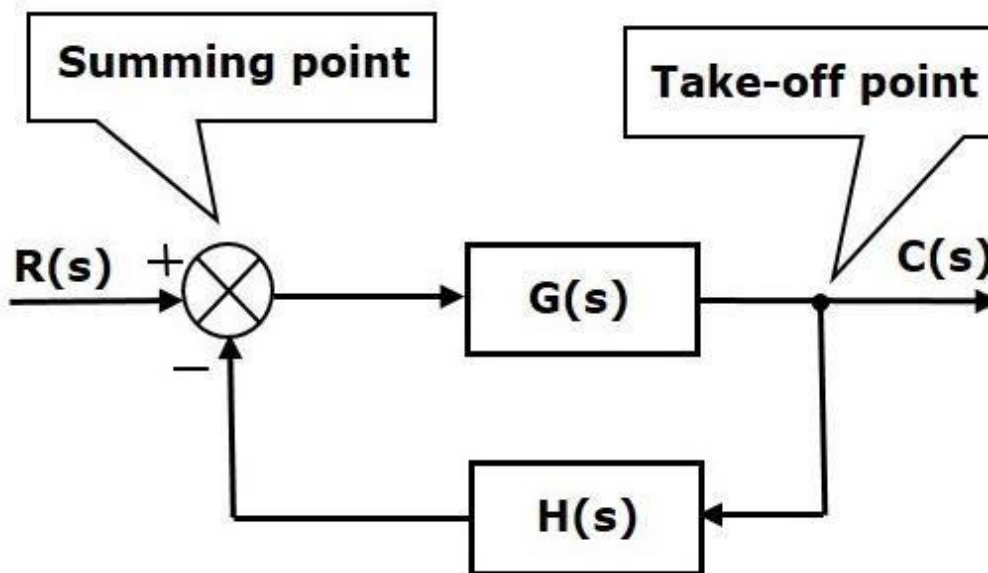 Summing point
Take-off point
R(s)
+
C(s)
G(s)
−
H(s)